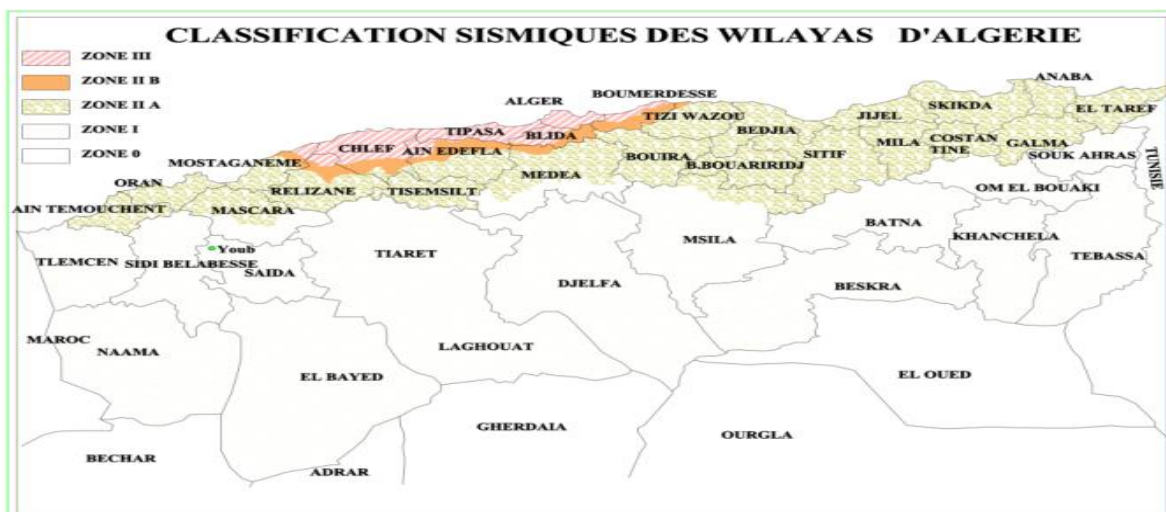 CLASSIFICATION SISMIQUES DES WILAYAS D'ALGERIE
ZONE III
ZONE II B
ZONE II A
ZONE I
ZONE 0
ANABA
BOUMERDESSE
ALGER
SKIKDA
EL TAREF
TIZI WAZOU
JIJEL
TIPASA
BLIDA
BEDJIA
CHLEF
AIN EDEFLA
MILA
COSTAN
TINE
GALMA
MOSTAGANEME
BOUIRA
SITIF
SOUK AHRAS
B.BOUARIRIDJ
TUNISIE
ORAN
RELIZANE
TISEMSILT
MEDEA
OM EL BOUAKI
AIN TEMOUCHENT
MASCARA
BATNA
KHANCHELA
Youb
MSILA
TIARET
TLEMCEN
SIDI BELABESSE
SAIDA
TEBASSA
DJELFA
BESKRA
MAROC
NAAMA
LAGHOUAT
EL BAYED
EL OUED
GHERDAIA
OURGLA
BECHAR
ADRAR